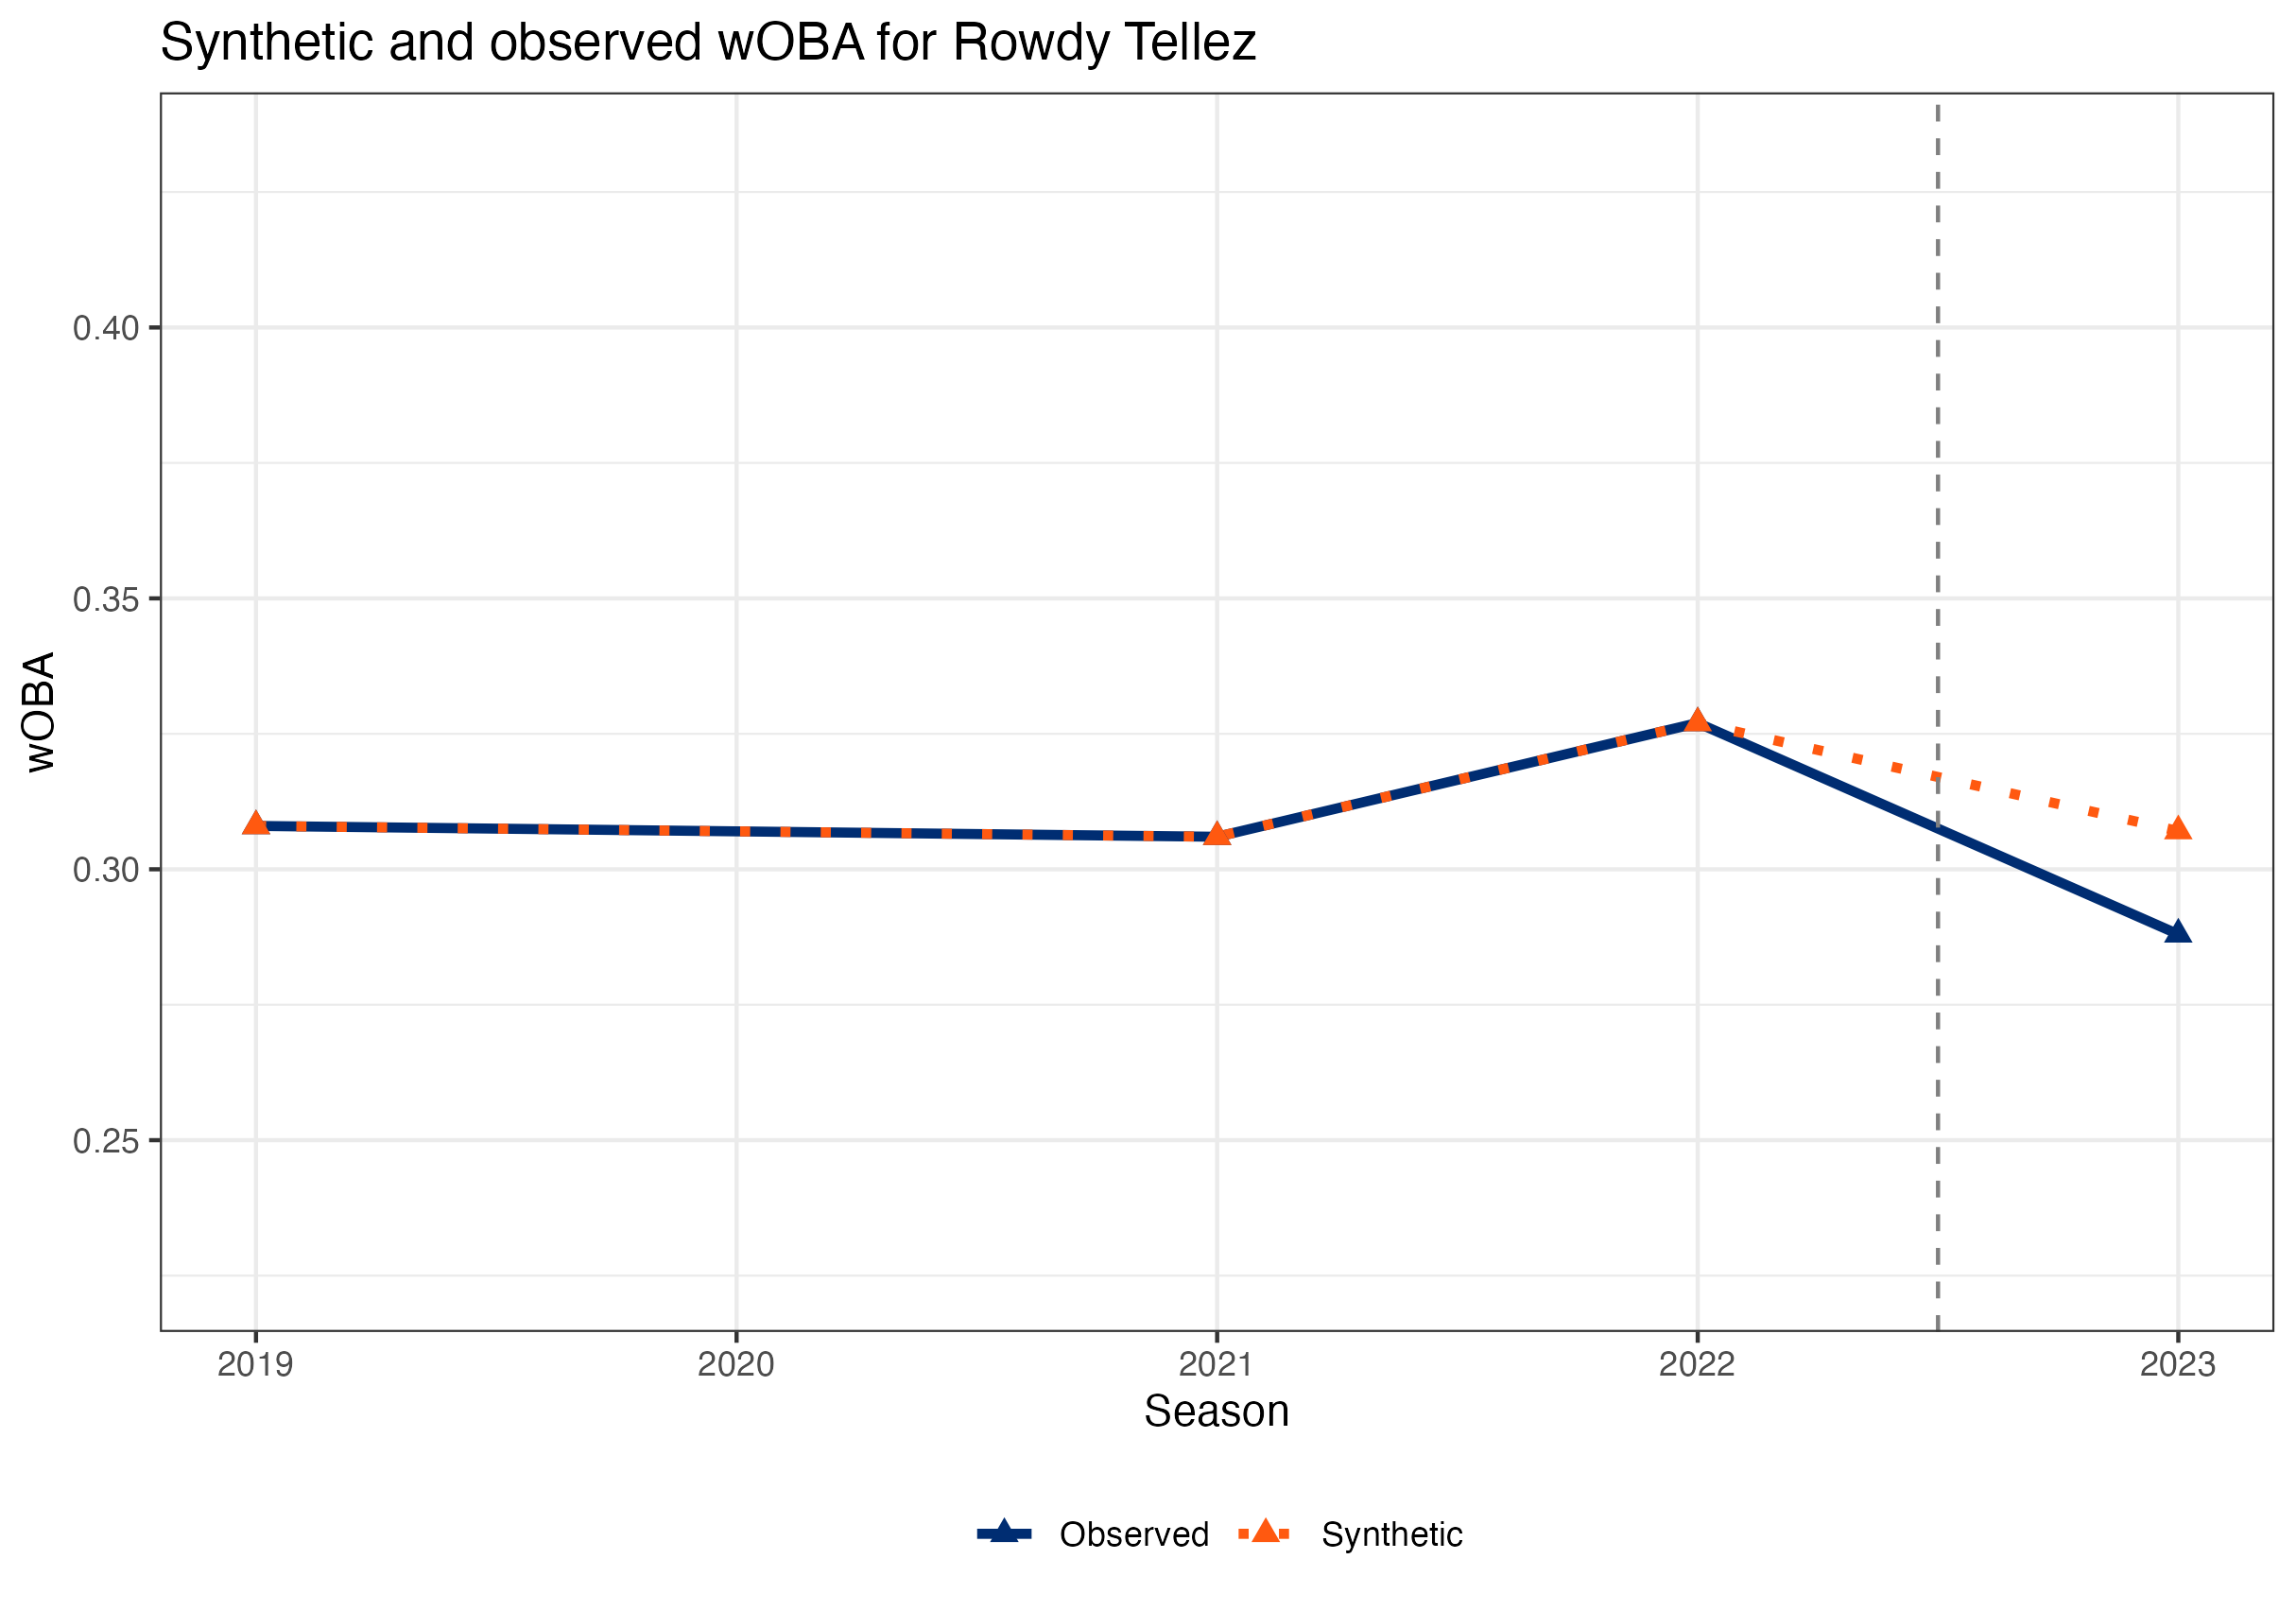 Synthetic and observed wOBA for Rowdy Tellez
wOBA
0.40
0.35
0.30
0.25
2019 2020 2021 2022 2023
Season
Observed Synthetic